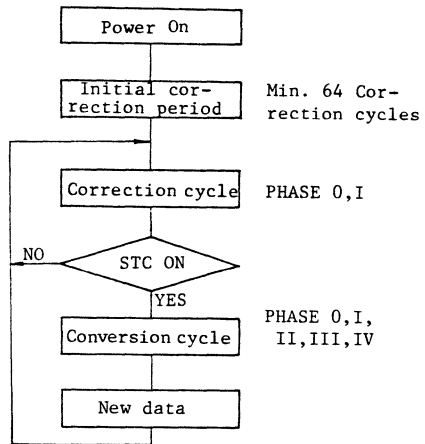 Power On
Initial cor-
rection period
Min. 64 Cor-
rection cycles
Correction cycle
PHASE 0,I
NO
STC ON
YES
Conversion cycle
PHASE 0,I,
II,III,IV
New data